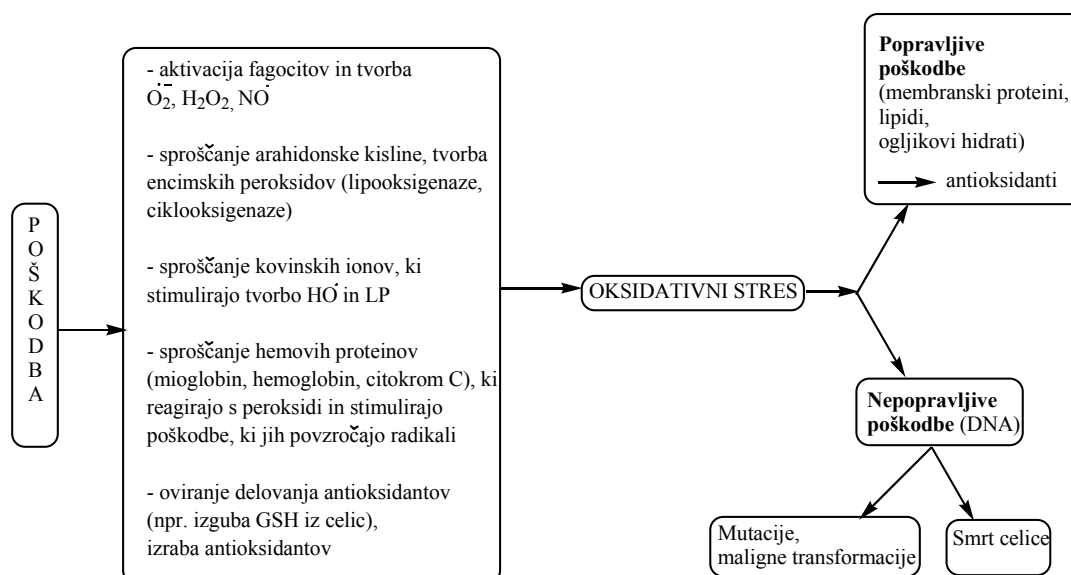 P
O
Š
K
O
D
B
A
- aktivacija fagocitov in tvorba
O₂·⁻, H₂O₂, NO·
- sproščanje arahidonske kisline, tvorba
encimskih peroksidov (lipooksigenaze,
ciklooksigenaze)
- sproščanje kovinskih ionov, ki
stimulirajo tvorbo HO· in LP
- sproščanje hemovih proteinov
(mioglobin, hemoglobin, citokrom C), ki
reagirajo s peroksidi in stimulirajo
poškodbe, ki jih povzročajo radikali
- oviranje delovanja antioksidantov
(npr. izguba GSH iz celic),
izraba antioksidantov
OKSIDATIVNI STRES
Popravljive
poškodbe
(membranski proteini,
lipidi,
ogljikovi hidrati)
antioksidanti
Nepopravljive
poškodbe (DNA)
Mutacije,
maligne transformacije
Smrt celice